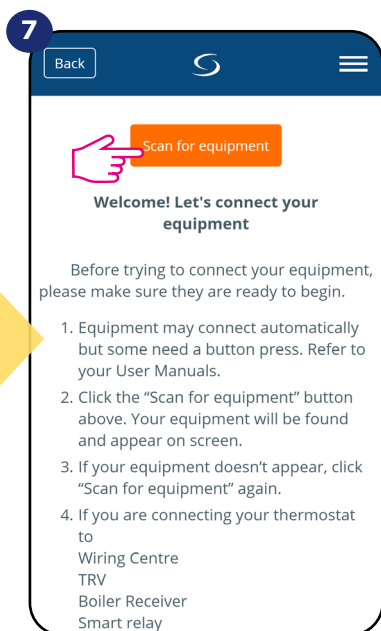 7
Back
Scan for equipment
Welcome! Let's connect your
equipment
Before trying to connect your equipment,
please make sure they are ready to begin.
1. Equipment may connect automatically
but some need a button press. Refer to
your User Manuals.
2. Click the “Scan for equipment” button
above. Your equipment will be found
and appear on screen.
3. If your equipment doesn’t appear, click
“Scan for equipment” again.
4. If you are connecting your thermostat
to
Wiring Centre
TRV
Boiler Receiver
Smart relay